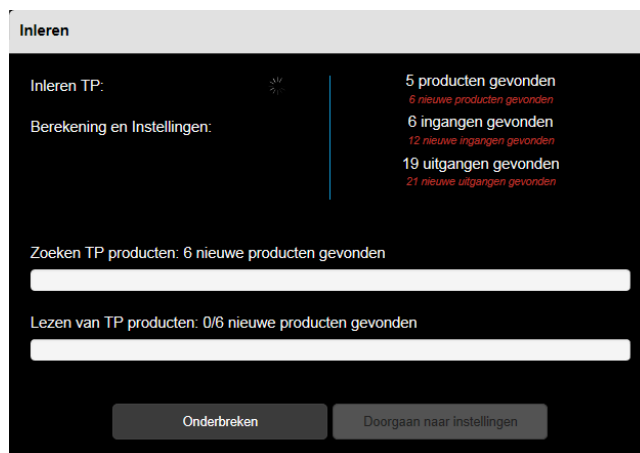 Inleren
Inleren TP:
5 producten gevonden
6 nieuwe producten gevonden
Berekening en Instellingen:
6 ingangen gevonden
12 nieuwe ingangen gevonden
19 uitgangen gevonden
21 nieuwe uitgangen gevonden
Zoeken TP producten: 6 nieuwe producten gevonden
Lezen van TP producten: 0/6 nieuwe producten gevonden
Onderbreken
Doorgaan naar instellingen